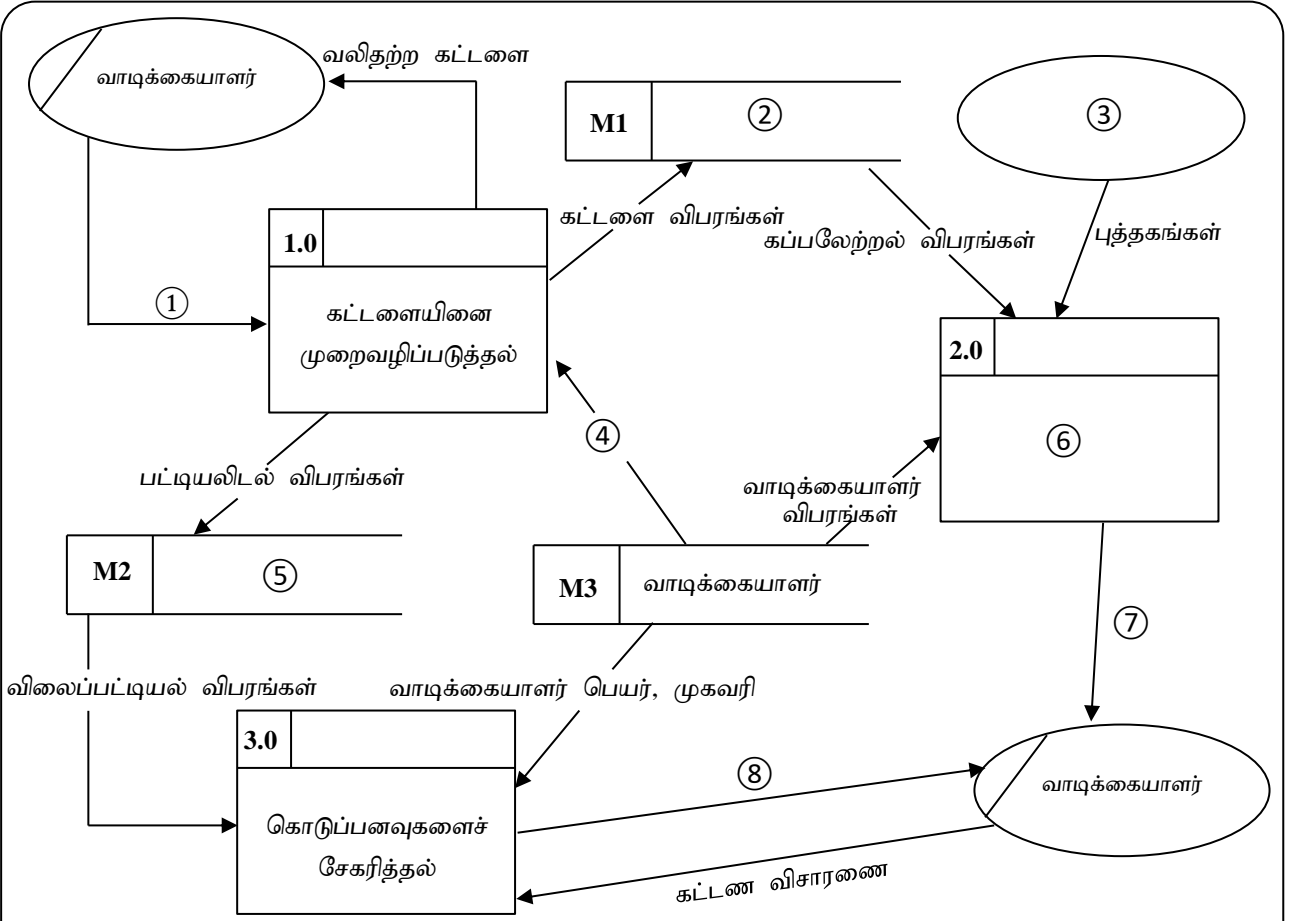 வலிதற்ற கட்டளை
வாடிக்கையாளர்
M1
②
③
கட்டளை விபரங்கள்
கப்பலேற்றல் விபரங்கள்
புத்தகங்கள்
1.0
①
கட்டளையினை
முறைவழிப்படுத்தல்
2.0
④
⑥
பட்டியலிடல் விபரங்கள்
வாடிக்கையாளர்
விபரங்கள்
M2
⑤
M3
வாடிக்கையாளர்
⑦
விலைப்பட்டியல் விபரங்கள்
வாடிக்கையாளர் பெயர், முகவரி
3.0
⑧
வாடிக்கையாளர்
கொடுப்பனவுகளைச்
சேகரித்தல்
கட்டண விசாரணை